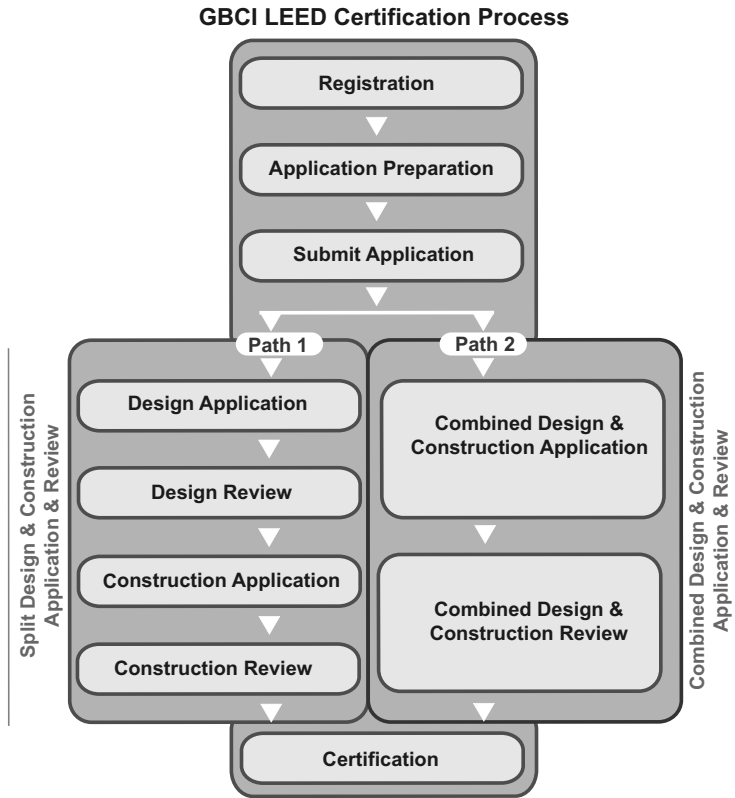 GBCI LEED Certification Process
Registration
Application Preparation
Submit Application
Path 1
Path 2
Split Design & Construction
Application & Review
Design Application
Design Review
Construction Application
Construction Review
Combined Design &
Construction Application
Combined Design &
Construction Review
Combined Design & Construction
Application & Review
Certification